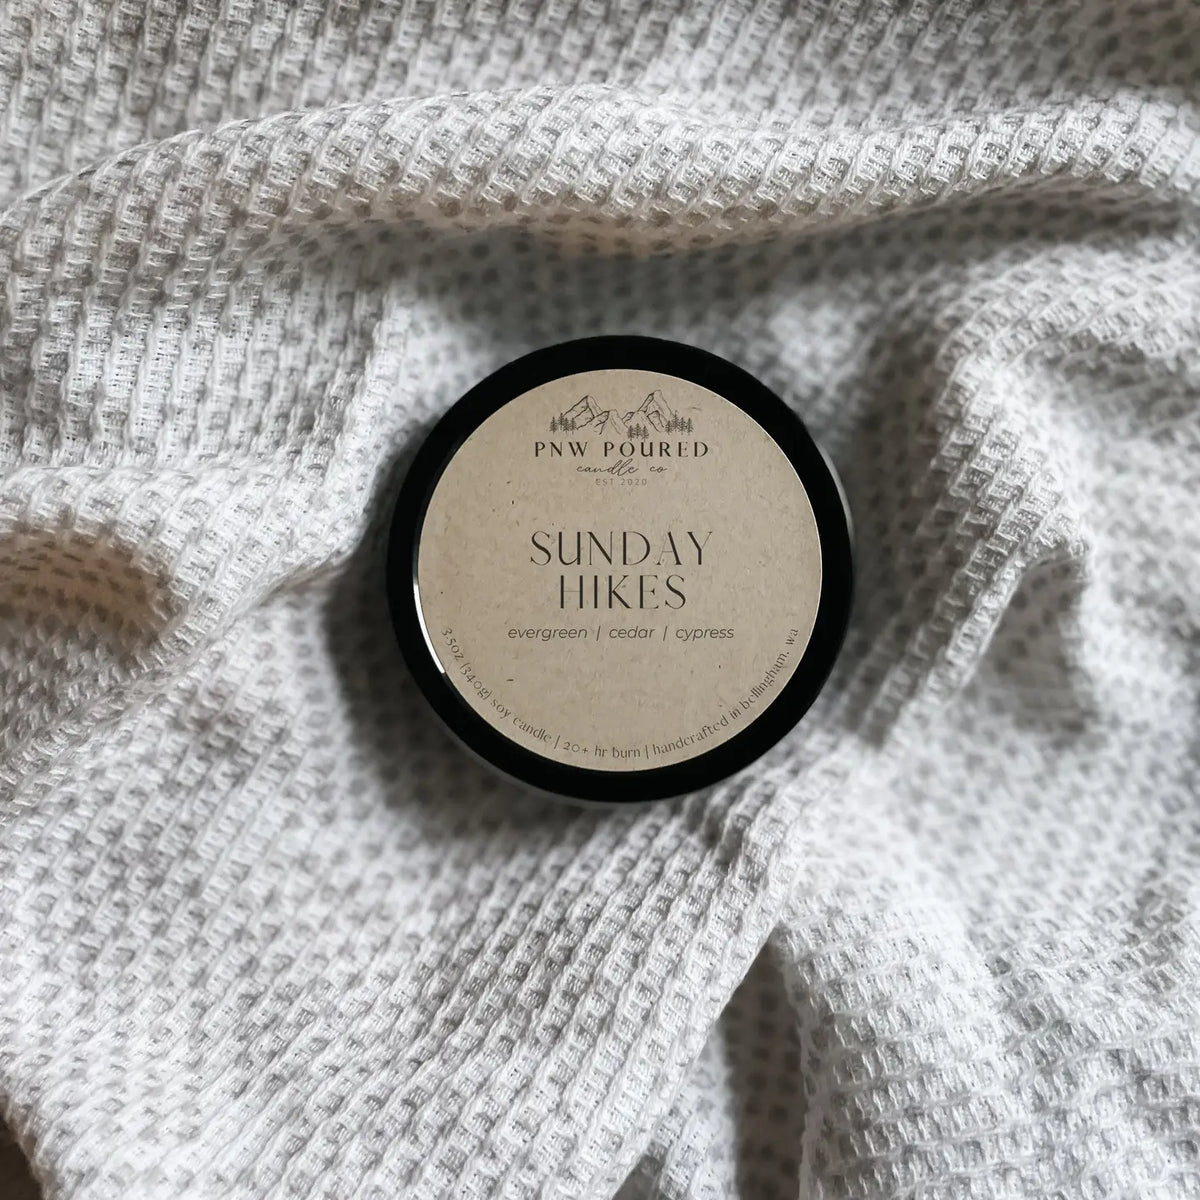 PNW POURED
candle co
EST 2020
SUNDAY
HIKES
evergreen | cedar | cypress
3.5oz (340g) soy candle | 20+ hr burn | handcrafted in bellingham, wa